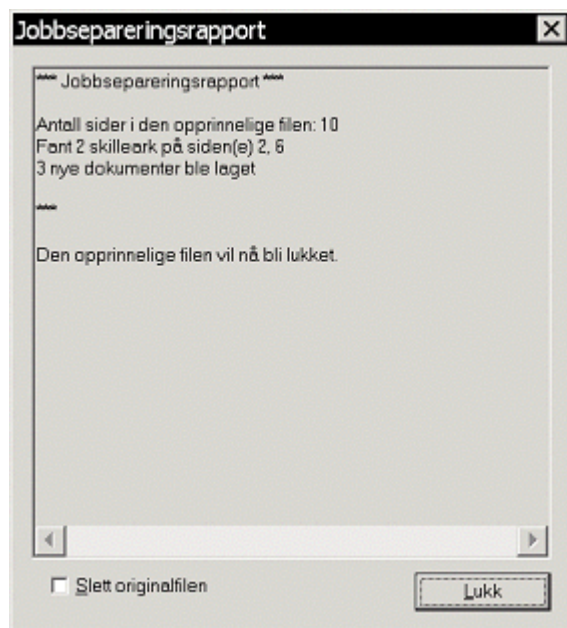 Jobbsepareringsrapport
*** Jobbsepareringsrapport ***
Antall sider i den opprinnelige filen: 10
Fant 2 skilleark på siden(e) 2, 6
3 nye dokumenter ble laget
***
Den opprinnelige filen vil nå bli lukket.
Slett originalfilen
Lukk